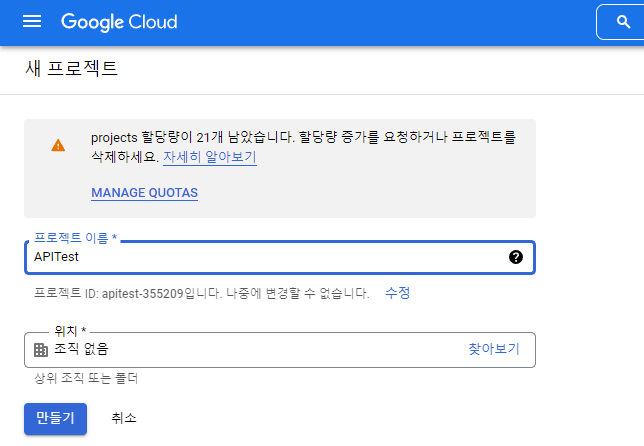 Google Cloud
새 프로젝트
projects 할당량이 21개 남았습니다. 할당량 증가를 요청하거나 프로젝트를
삭제하세요. 자세히 알아보기
MANAGE QUOTAS
프로젝트 이름 *
APITest
프로젝트 ID: apitest-355209입니다. 나중에 변경할 수 없습니다. 수정
위치 *
조직 없음 찾아보기
상위 조직 또는 폴더
만들기 취소